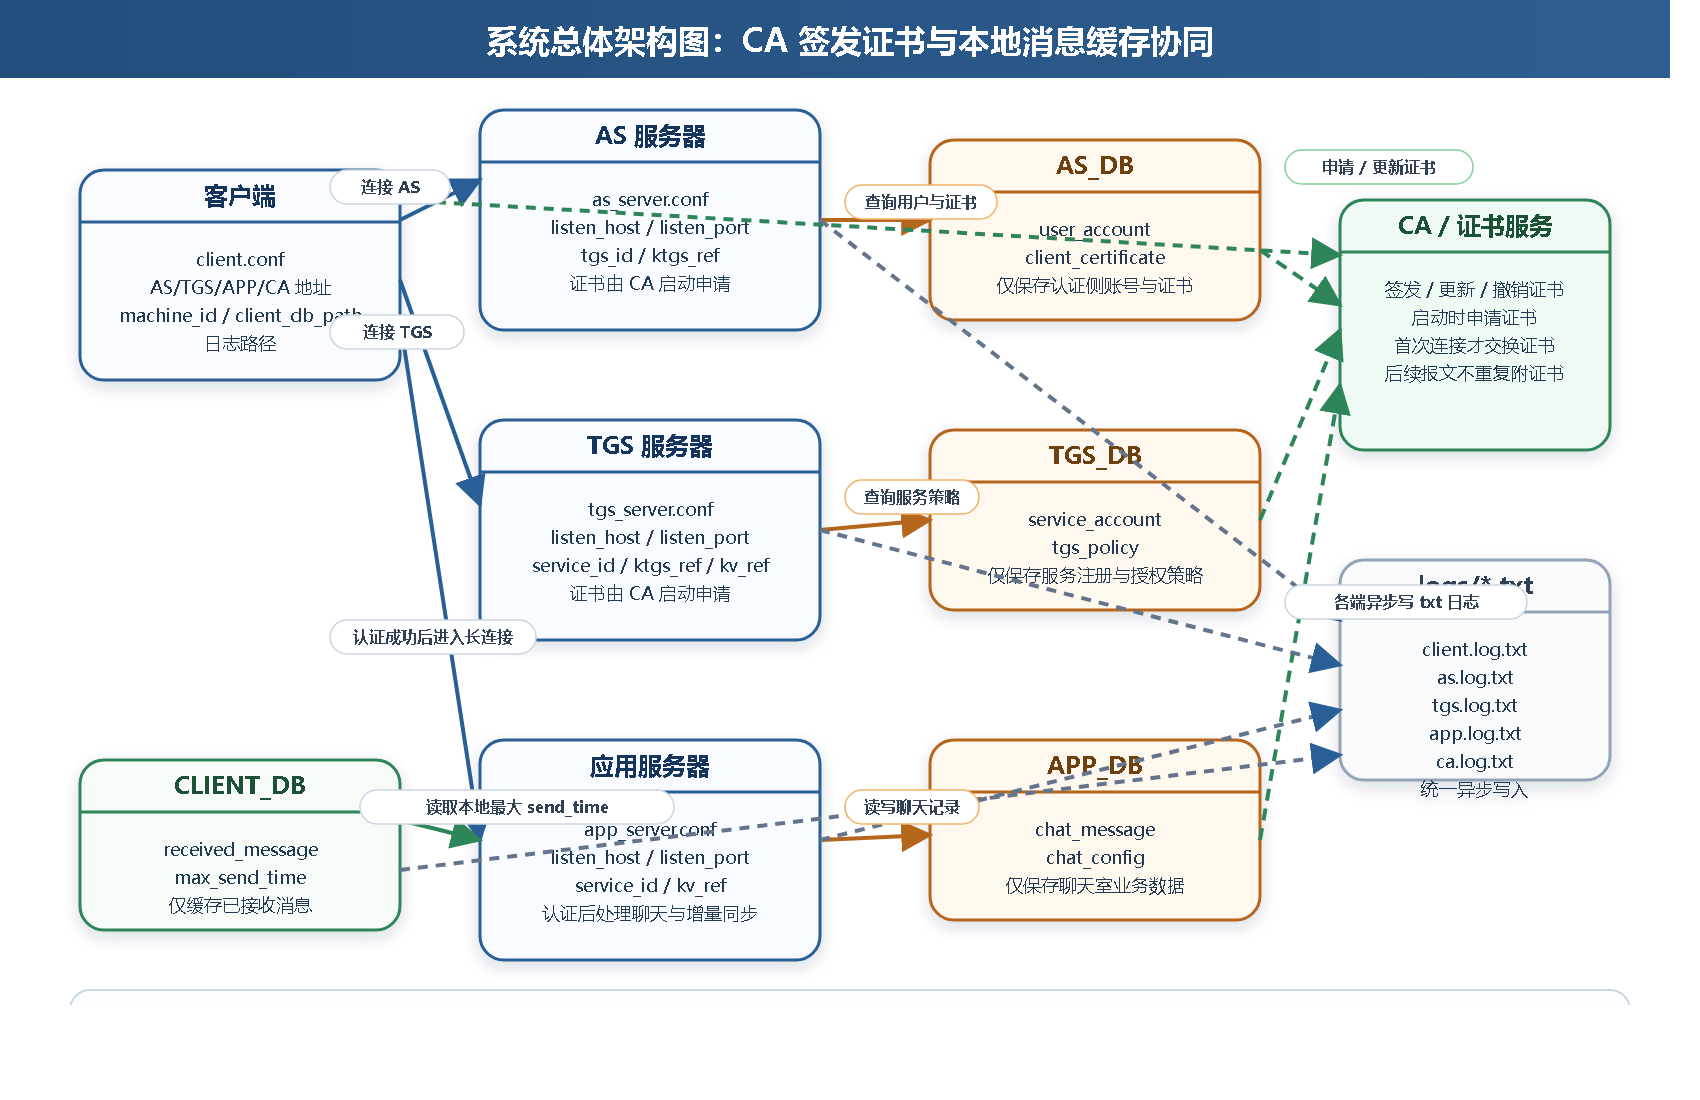 系统总体架构图：CA 签发证书与本地消息缓存协同
客户端
client.conf
AS/TGS/APP/CA 地址
machine_id / client_db_path
日志路径
连接 AS
连接 TGS
AS 服务器
as_server.conf
listen_host / listen_port
tgs_id / ktgs_ref
证书由 CA 启动申请
查询用户与证书
AS_DB
user_account
client_certificate
仅保存认证侧账号与证书
申请 / 更新证书
CA / 证书服务
签发 / 更新 / 撤销证书
启动时申请证书
首次连接才交换证书
后续报文不重复附证书
TGS 服务器
tgs_server.conf
listen_host / listen_port
service_id / ktgs_ref / kv_ref
证书由 CA 启动申请
查询服务策略
TGS_DB
service_account
tgs_policy
仅保存服务注册与授权策略
logs/*.txt
各端异步写 txt 日志
client.log.txt
as.log.txt
tgs.log.txt
app.log.txt
ca.log.txt
统一异步写入
认证成功后进入长连接
CLIENT_DB
received_message
max_send_time
仅缓存已接收消息
读取本地最大 send_time
应用服务器
app_server.conf
listen_host / listen_port
service_id / kv_ref
认证后处理聊天与增量同步
读写聊天记录
APP_DB
chat_message
chat_config
仅保存聊天室业务数据